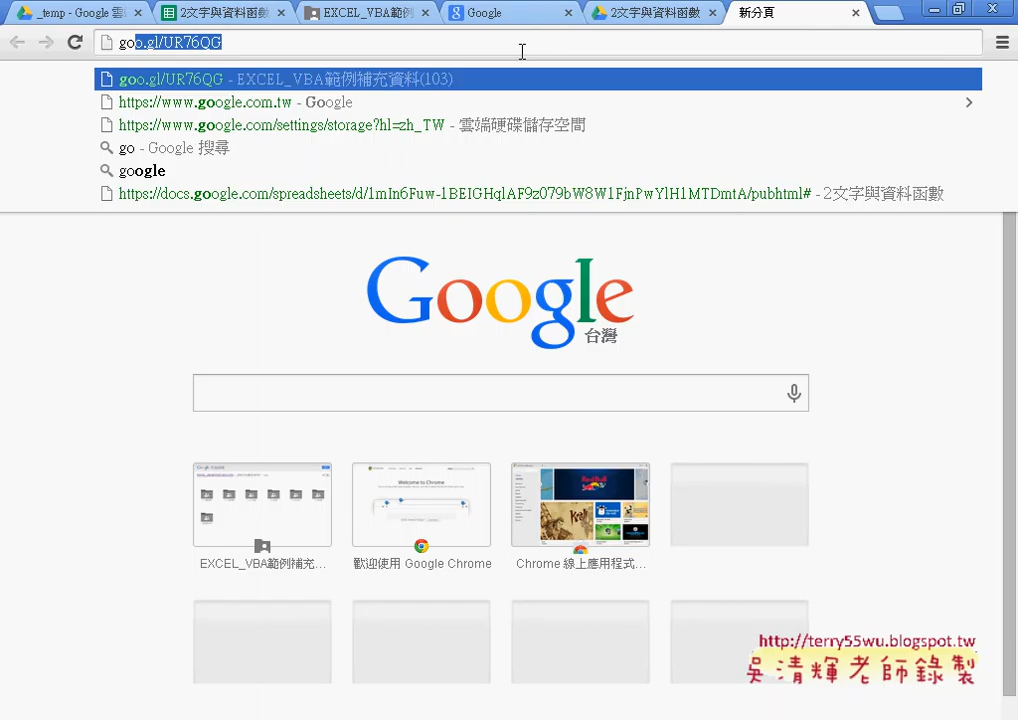 _temp - Google 雲
2文字與資料函數
EXCEL_VBA範例
Google
2文字與資料函數
新分頁
goo.gl/UR76QG
goo.gl/UR76QG - EXCEL_VBA範例補充資料(103)
https://www.google.com.tw - Google
https://www.google.com/settings/storage?hl=zh_TW - 雲端硬碟儲存空間
go - Google 搜尋
google
https://docs.google.com/spreadsheets/d/1mIn6Fuw-1BEIGHqlAF9z079bW8W1FjnPwYlH1MTDmtA/pubhtml# - 2文字與資料函數
Google
台灣
Welcome to Chrome
EXCEL_VBA範例補充...
歡迎使用 Google Chrome
Chrome 線上應用程式...
http://terry55wu.blogspot.tw
吳清輝老師錄製